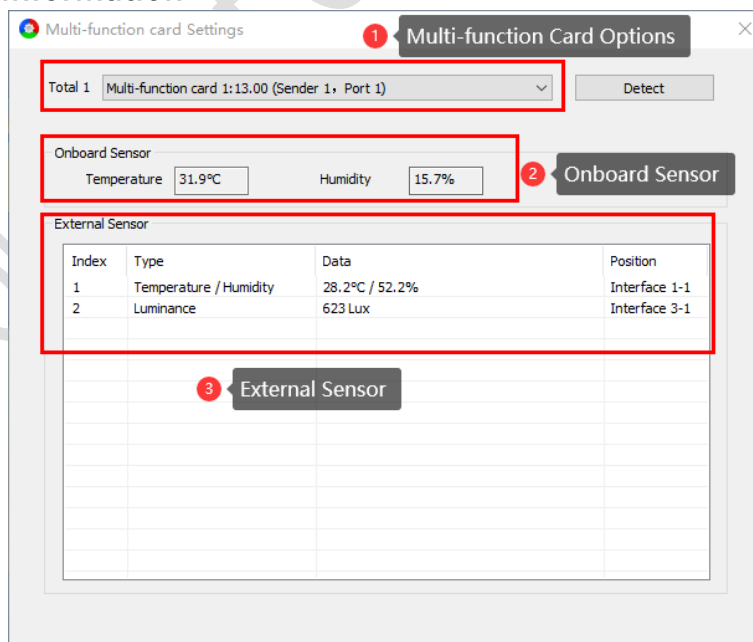 Multi-function card Settings
1 Multi-function Card Options
Total 1 Multi-function card 1:13.00 (Sender 1, Port 1) Detect
Onboard Sensor
Temperature 31.9℃ Humidity 15.7%
2 Onboard Sensor
External Sensor
Index Type Data Position
1 Temperature / Humidity 28.2℃ / 52.2% Interface 1-1
2 Luminance 623 Lux Interface 3-1
3 External Sensor